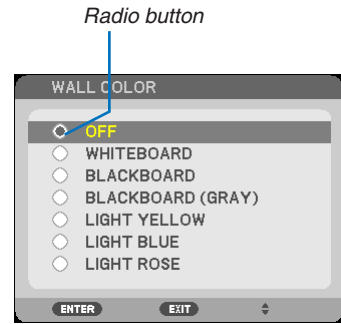 Radio button
WALL COLOR
OFF
WHITEBOARD
BLACKBOARD
BLACKBOARD (GRAY)
LIGHT YELLOW
LIGHT BLUE
LIGHT ROSE
ENTER EXIT